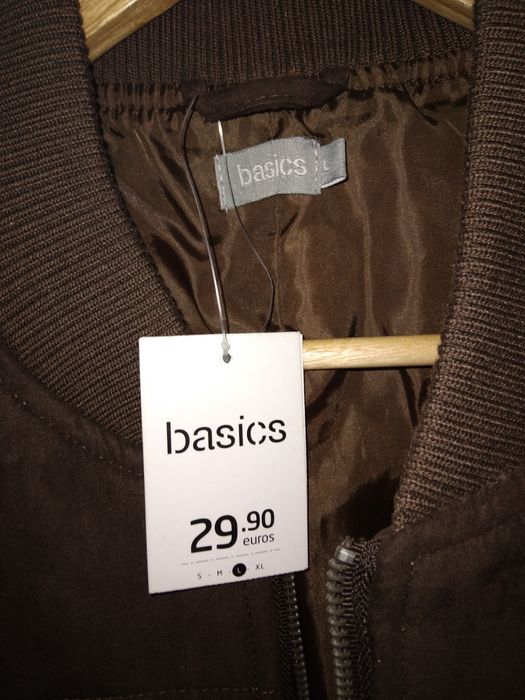 basics
L
basics
29.90
euros
S - M - L - XL